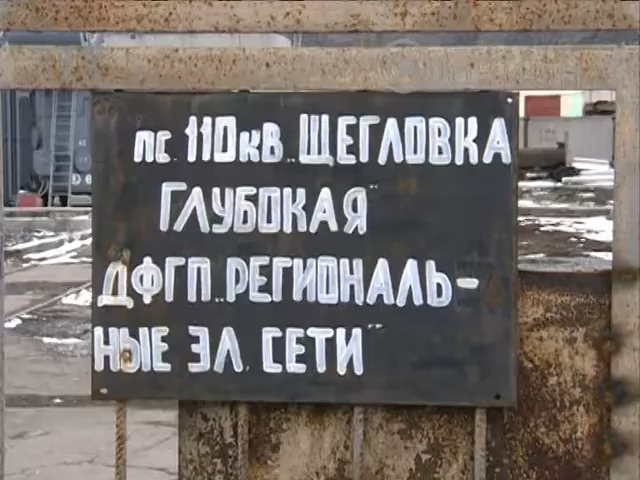 ПС. 110кВ „ЩЕГЛОВКА
ГЛУБОКАЯ"
ДФГП „РЕГИОНАЛЬ-
НЫЕ ЭЛ. СЕТИ"